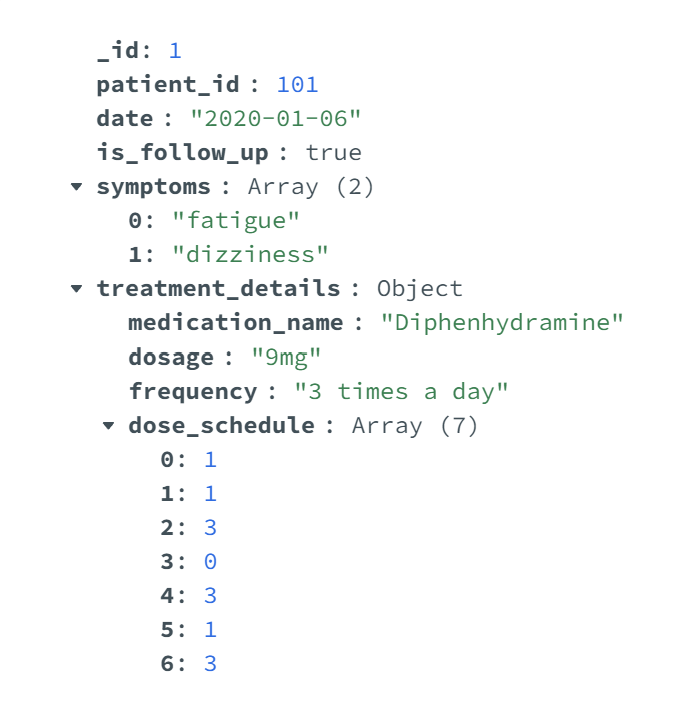 _id: 1
patient_id : 101
date : "2020-01-06"
is_follow_up : true
symptoms : Array (2)
0: "fatigue"
1: "dizziness"
treatment_details : Object
medication_name : "Diphenhydramine"
dosage : "9mg"
frequency : "3 times a day"
dose_schedule : Array (7)
0: 1
1: 1
2: 3
3: 0
4: 3
5: 1
6: 3